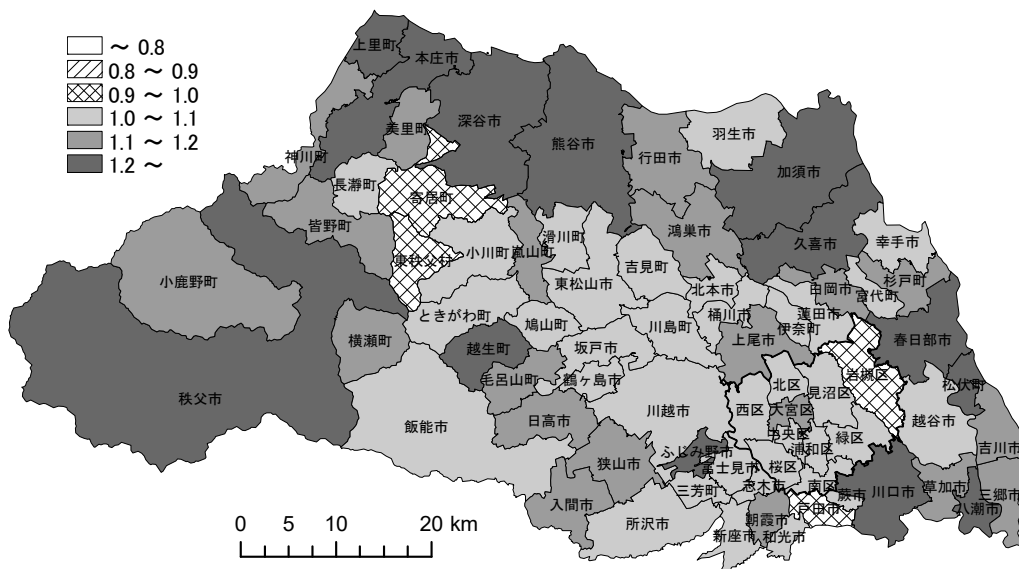 ～ 0.8
0.8 ～ 0.9
0.9 ～ 1.0
1.0 ～ 1.1
1.1 ～ 1.2
1.2 ～
上里町
本庄市
美里町
深谷市
熊谷市
神川町
長瀞町
寄居町
行田市
羽生市
加須市
皆野町
東秩父村
小川町
嵐山町
滑川町
鴻巣市
久喜市
幸手市
小鹿野町
東松山市
吉見町
北本市
白岡市
杉戸町
宮代町
ときがわ町
鳩山町
川島町
桶川市
伊奈町
蓮田市
横瀬町
越生町
坂戸市
上尾市
春日部市
毛呂山町
鶴ヶ島市
岩槻区
松伏町
秩父市
飯能市
日高市
川越市
西区
北区
大宮区
見沼区
越谷市
中央区
浦和区
緑区
吉川市
狭山市
ふじみ野市
富士見市
桜区
入間市
三芳町
志木市
南区
蕨市
川口市
草加市
三郷市
八潮市
所沢市
新座市
朝霞市
和光市
戸田市
0 5 10 20 km